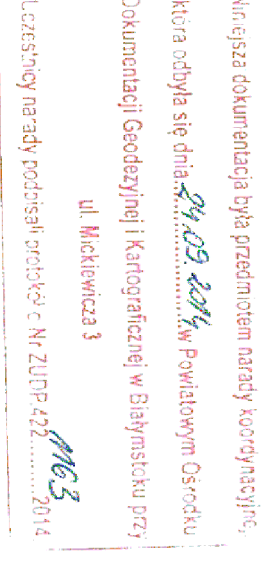 Niniejsza dokumentacja była przedmiotem narady koordynacyjnej,
która odbyła się dnia 24.09.2014 w Powiatowym Ośrodku
Dokumentacji Geodezyjnej i Kartograficznej w Białymstoku przy
ul. Mickiewicza 3
Uczestnicy narady podpisali protokół Nr ZUDP.422 1163 2014